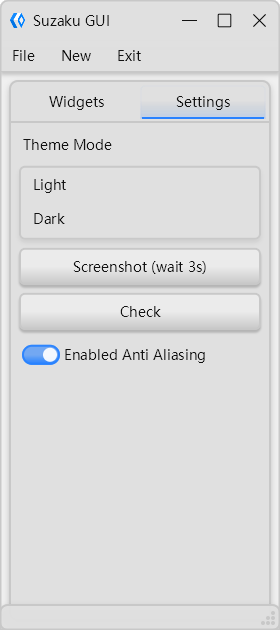 Suzaku GUI
File New Exit
Widgets Settings
Theme Mode
Light
Dark
Screenshot (wait 3s)
Check
Enabled Anti Aliasing